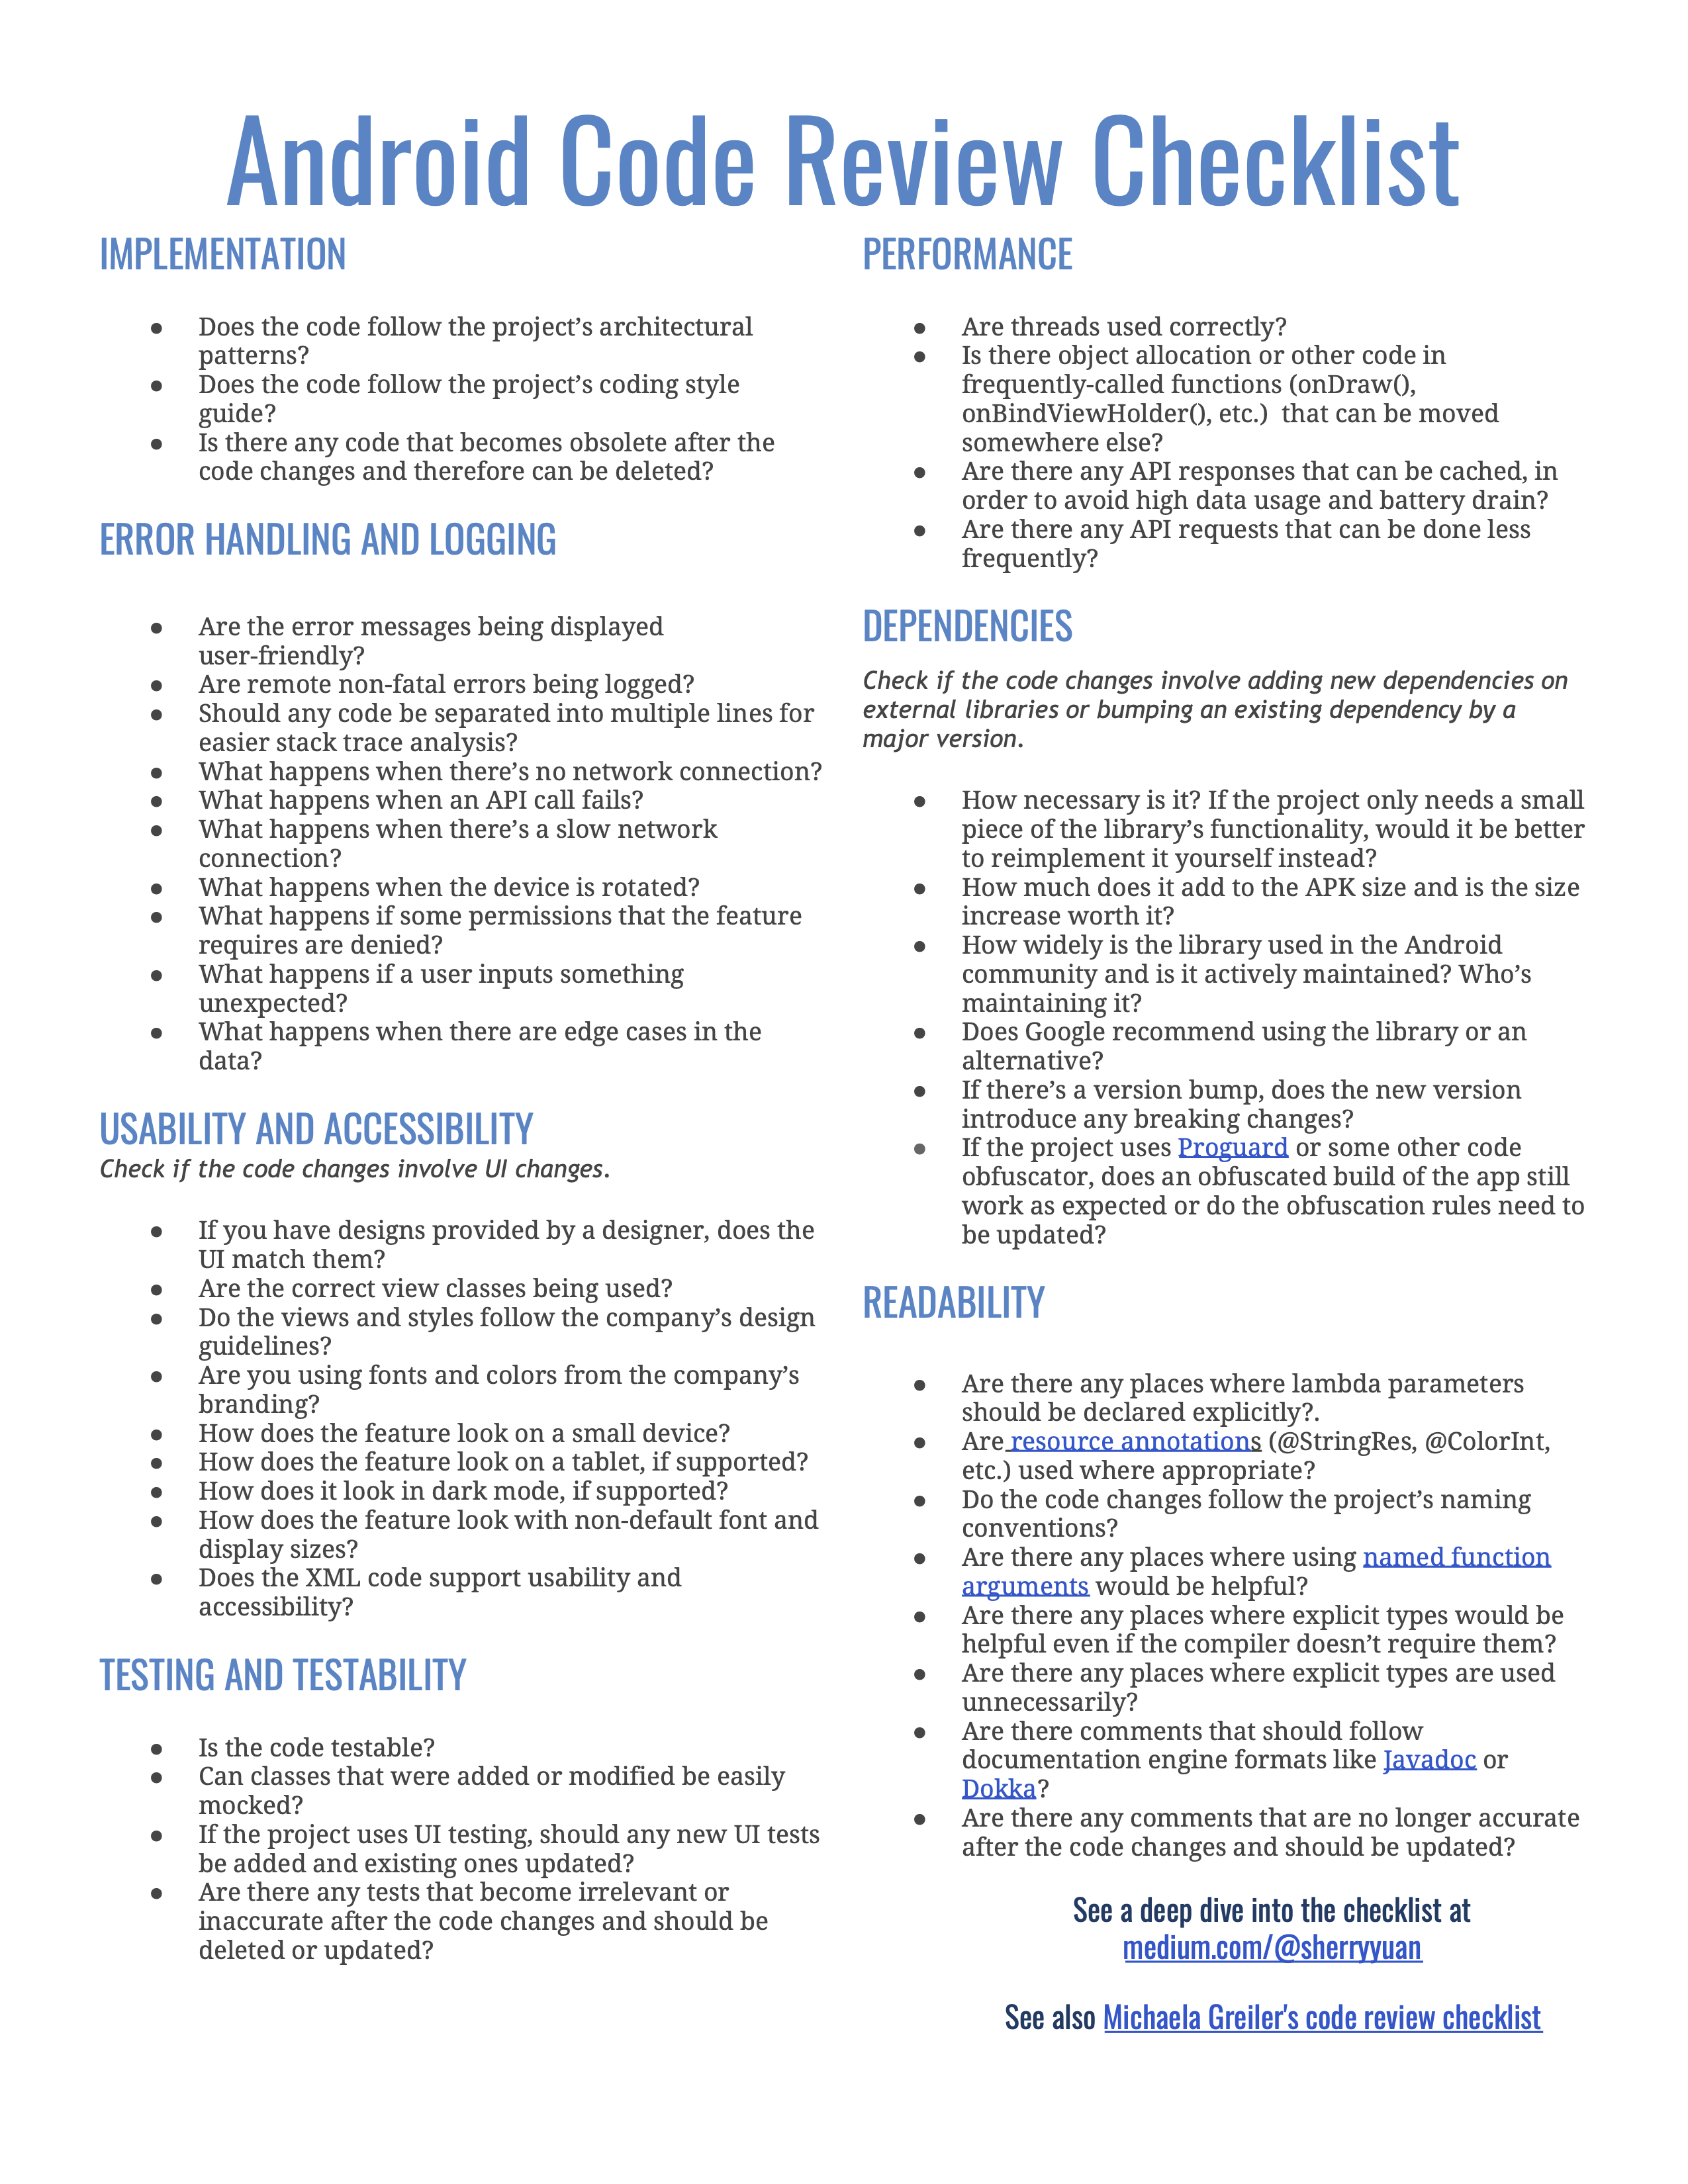 Android Code Review Checklist
IMPLEMENTATION
● Does the code follow the project’s architectural
patterns?
● Does the code follow the project’s coding style
guide?
● Is there any code that becomes obsolete after the
code changes and therefore can be deleted?
ERROR HANDLING AND LOGGING
● Are the error messages being displayed
user-friendly?
● Are remote non-fatal errors being logged?
● Should any code be separated into multiple lines for
easier stack trace analysis?
● What happens when there’s no network connection?
● What happens when an API call fails?
● What happens when there’s a slow network
connection?
● What happens when the device is rotated?
● What happens if some permissions that the feature
requires are denied?
● What happens if a user inputs something
unexpected?
● What happens when there are edge cases in the
data?
USABILITY AND ACCESSIBILITY
Check if the code changes involve UI changes.
● If you have designs provided by a designer, does the
UI match them?
● Are the correct view classes being used?
● Do the views and styles follow the company’s design
guidelines?
● Are you using fonts and colors from the company’s
branding?
● How does the feature look on a small device?
● How does the feature look on a tablet, if supported?
● How does it look in dark mode, if supported?
● How does the feature look with non-default font and
display sizes?
● Does the XML code support usability and
accessibility?
TESTING AND TESTABILITY
● Is the code testable?
● Can classes that were added or modified be easily
mocked?
● If the project uses UI testing, should any new UI tests
be added and existing ones updated?
● Are there any tests that become irrelevant or
inaccurate after the code changes and should be
deleted or updated?
PERFORMANCE
● Are threads used correctly?
● Is there object allocation or other code in
frequently-called functions (onDraw(),
onBindViewHolder(), etc.)  that can be moved
somewhere else?
● Are there any API responses that can be cached, in
order to avoid high data usage and battery drain?
● Are there any API requests that can be done less
frequently?
DEPENDENCIES
Check if the code changes involve adding new dependencies on
external libraries or bumping an existing dependency by a
major version.
● How necessary is it? If the project only needs a small
piece of the library’s functionality, would it be better
to reimplement it yourself instead?
● How much does it add to the APK size and is the size
increase worth it?
● How widely is the library used in the Android
community and is it actively maintained? Who’s
maintaining it?
● Does Google recommend using the library or an
alternative?
● If there’s a version bump, does the new version
introduce any breaking changes?
● If the project uses Proguard or some other code
obfuscator, does an obfuscated build of the app still
work as expected or do the obfuscation rules need to
be updated?
READABILITY
● Are there any places where lambda parameters
should be declared explicitly?.
● Are resource annotations (@StringRes, @ColorInt,
etc.) used where appropriate?
● Do the code changes follow the project’s naming
conventions?
● Are there any places where using named function
arguments would be helpful?
● Are there any places where explicit types would be
helpful even if the compiler doesn’t require them?
● Are there any places where explicit types are used
unnecessarily?
● Are there comments that should follow
documentation engine formats like Javadoc or
Dokka?
● Are there any comments that are no longer accurate
after the code changes and should be updated?
See a deep dive into the checklist at
medium.com/@sherryyuan
See also Michaela Greiler's code review checklist